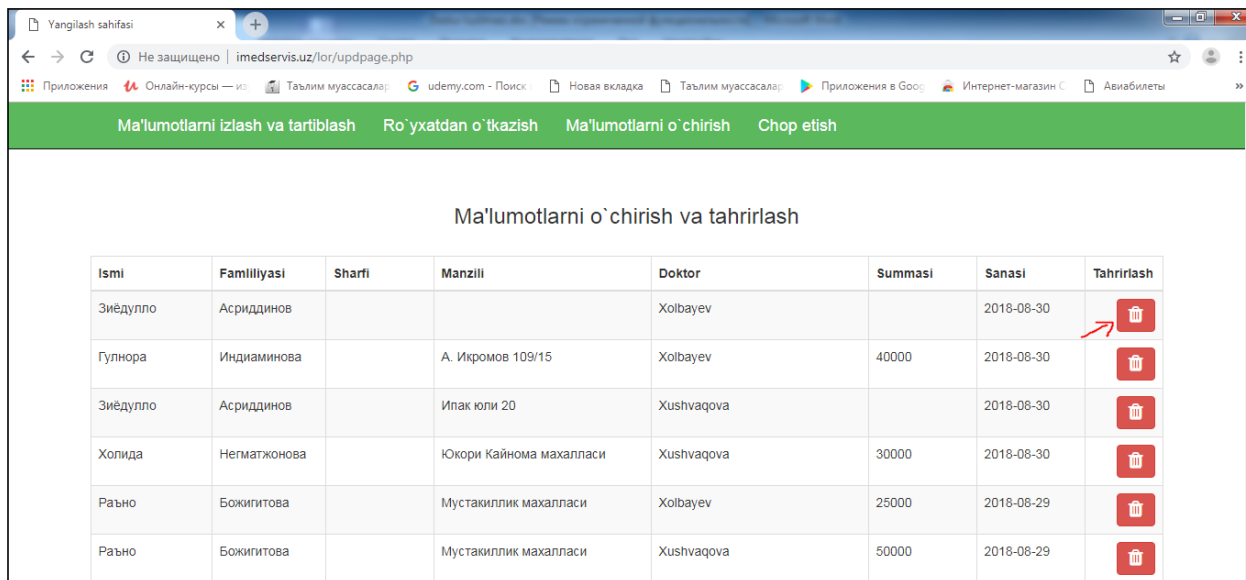 Yangilash sahifasi
Не защищено | imedservis.uz/lor/updpage.php
Приложения Онлайн-курсы — из Таълим муассасалар udemy.com - Поиск Новая вкладка Таълим муассасалар Приложения в Goog Интернет-магазин С Авиабилеты »
Ma'lumotlarni izlash va tartiblash Ro`yxatdan o`tkazish Ma'lumotlarni o`chirish Chop etish
Ma'lumotlarni o`chirish va tahrirlash
Ismi Famliliyasi Sharfi Manzili Doktor Summasi Sanasi Tahrirlash
Зиёдулло Асриддинов Xolbayev 2018-08-30
Гулнора Индиаминова А. Икромов 109/15 Xolbayev 40000 2018-08-30
Зиёдулло Асриддинов Ипак юли 20 Xushvaqova 2018-08-30
Холида Негматжонова Юкори Кайнома махалласи Xushvaqova 30000 2018-08-30
Раъно Божигитова Мустакиллик махалласи Xolbayev 25000 2018-08-29
Раъно Божигитова Мустакиллик махалласи Xushvaqova 50000 2018-08-29